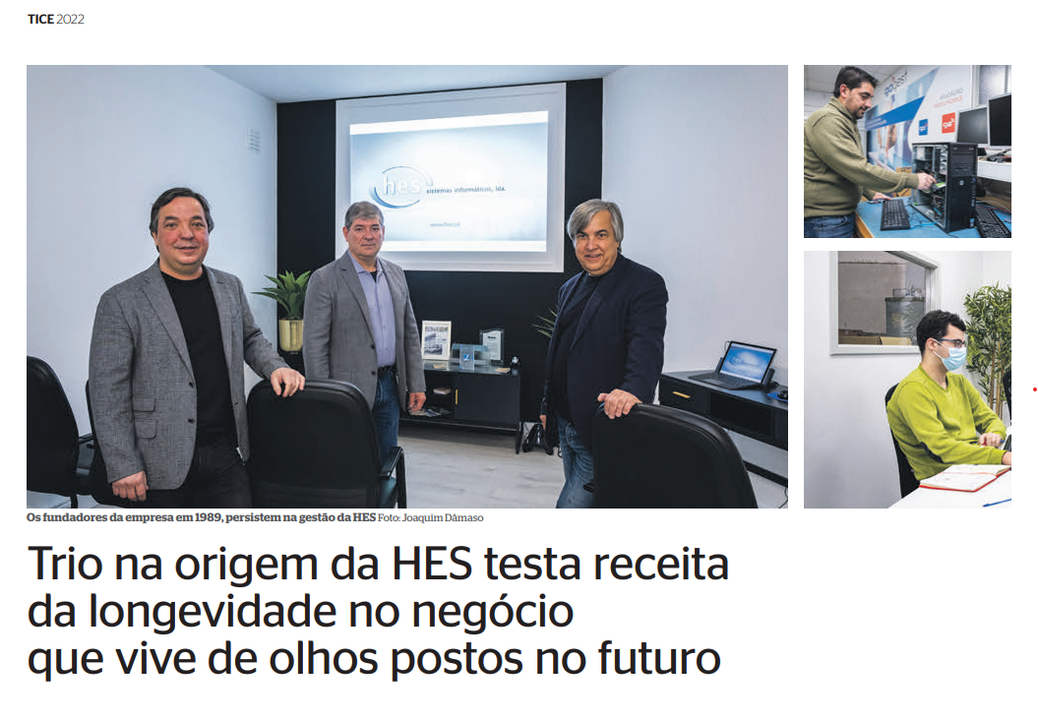 TICE 2022
hes
sistemas informáticos, lda.
Os fundadores da empresa em 1989, persistem na gestão da HES Foto: Joaquim Dâmaso
Trio na origem da HES testa receita
da longevidade no negócio
que vive de olhos postos no futuro